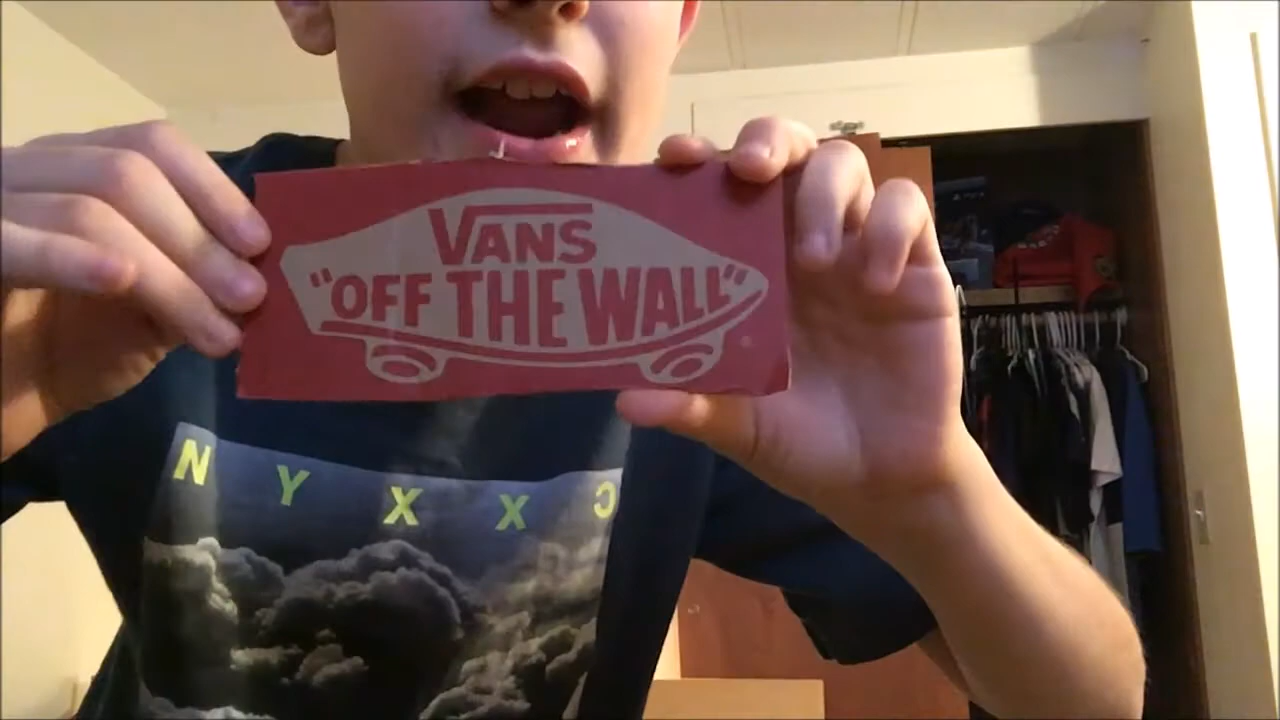 VANS
"OFF THE WALL"
N Y X X C